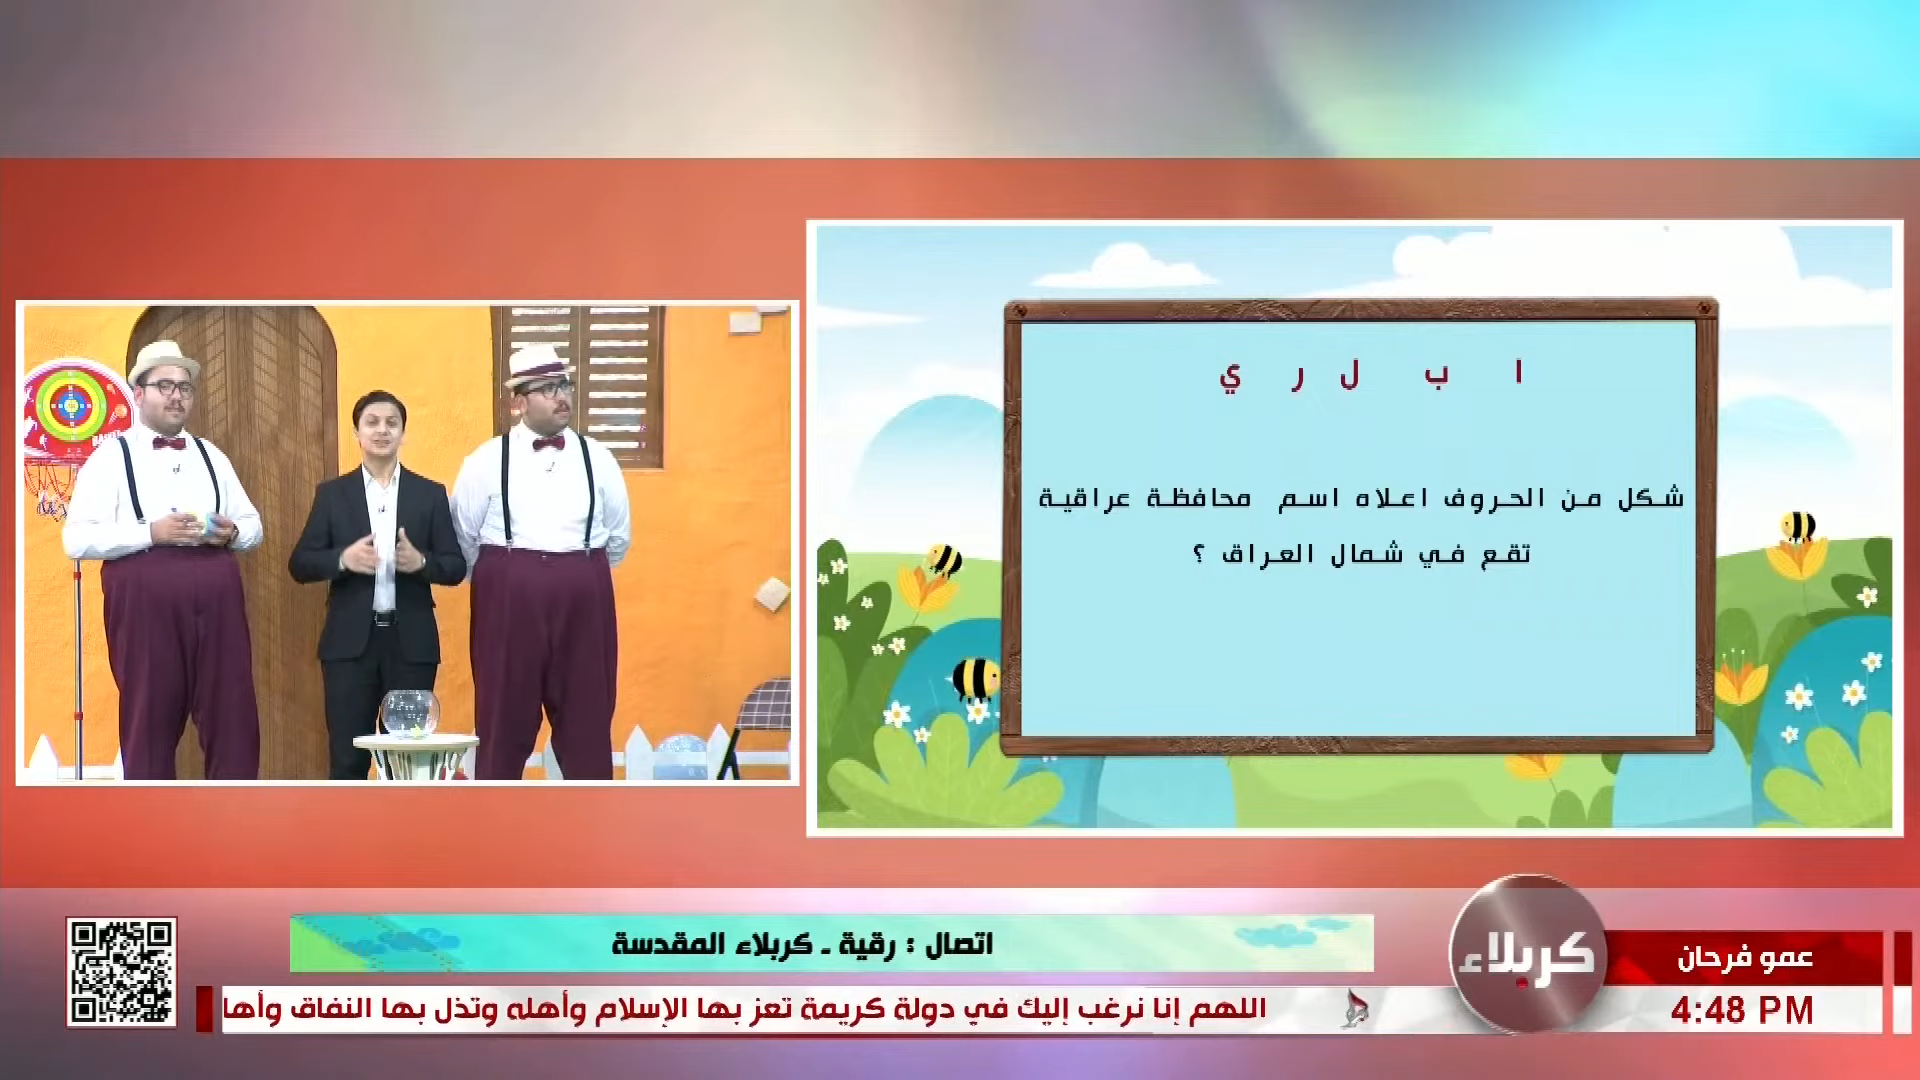 ا ب ل ر ي
شكل من الحروف اعلاه اسم محافظة عراقية
تقع في شمال العراق ؟
اتصال : رقية - كربلاء المقدسة
كربلاء
عمو فرحان
اللهم إنا نرغب إليك في دولة كريمة تعز بها الإسلام وأهله وتذل بها النفاق وأها
4:48 PM